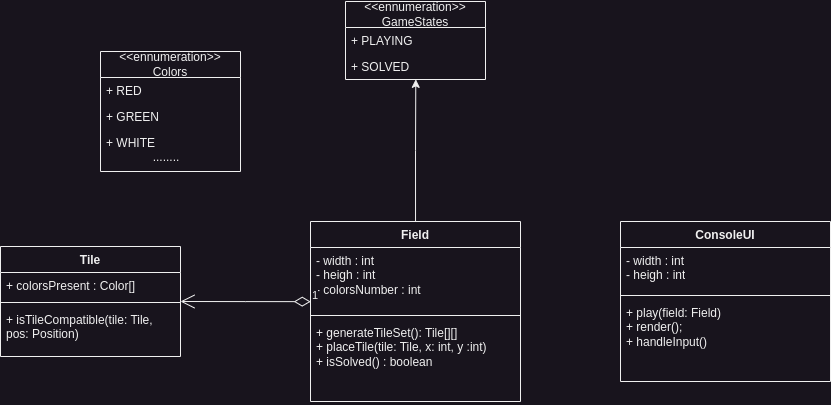 <<ennumeration>>
GameStates
+ PLAYING
+ SOLVED
<<ennumeration>>
Colors
+ RED
+ GREEN
+ WHITE
........
Tile
+ colorsPresent : Color[]
+ isTileCompatible(tile: Tile,
pos: Position)
Field
- width : int
- heigh : int
- colorsNumber : int
1
+ generateTileSet(): Tile[][]
+ placeTile(tile: Tile, x: int, y :int)
+ isSolved() : boolean
ConsoleUI
- width : int
- heigh : int
+ play(field: Field)
+ render();
+ handleInput()